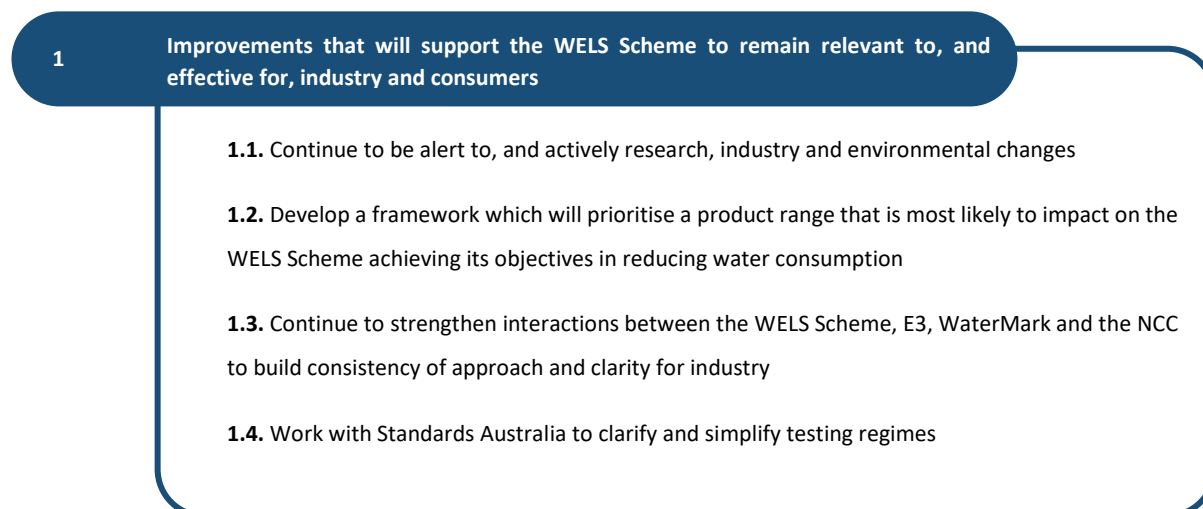 1
Improvements that will support the WELS Scheme to remain relevant to, and
effective for, industry and consumers
1.1. Continue to be alert to, and actively research, industry and environmental changes
1.2. Develop a framework which will prioritise a product range that is most likely to impact on the
WELS Scheme achieving its objectives in reducing water consumption
1.3. Continue to strengthen interactions between the WELS Scheme, E3, WaterMark and the NCC
to build consistency of approach and clarity for industry
1.4. Work with Standards Australia to clarify and simplify testing regimes